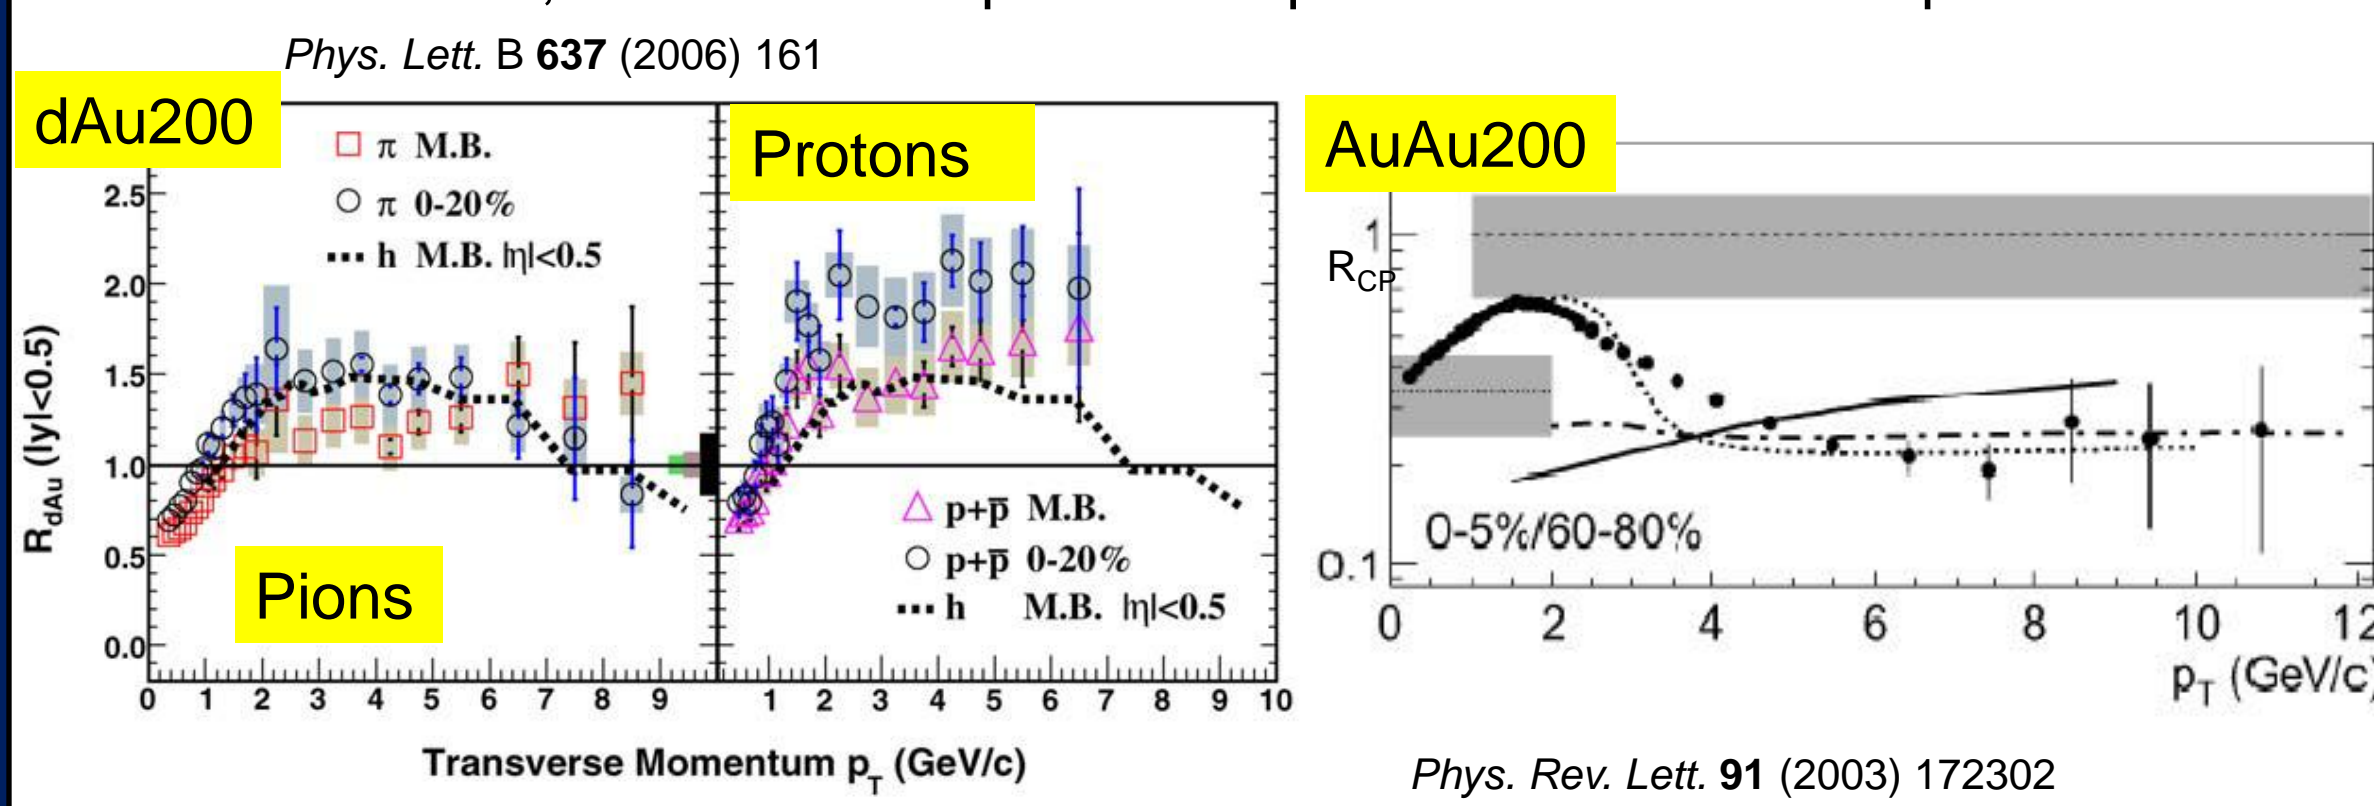 Phys. Lett. B 637 (2006) 161
dAu200
π M.B.
π 0-20%
h M.B. |η|<0.5
Pions
Protons
p+p̅ M.B.
p+p̅ 0-20%
h M.B. |η|<0.5
R_dAu (|y|<0.5)
2.5
2.0
1.5
1.0
0.5
0.0
0 1 2 3 4 5 6 7 8 9
1 2 3 4 5 6 7 8 9 10
Transverse Momentum p_T (GeV/c)
AuAu200
1
R_CP
0-5%/60-80%
0.1
0 2 4 6 8 10 12
p_T (GeV/c)
Phys. Rev. Lett. 91 (2003) 172302